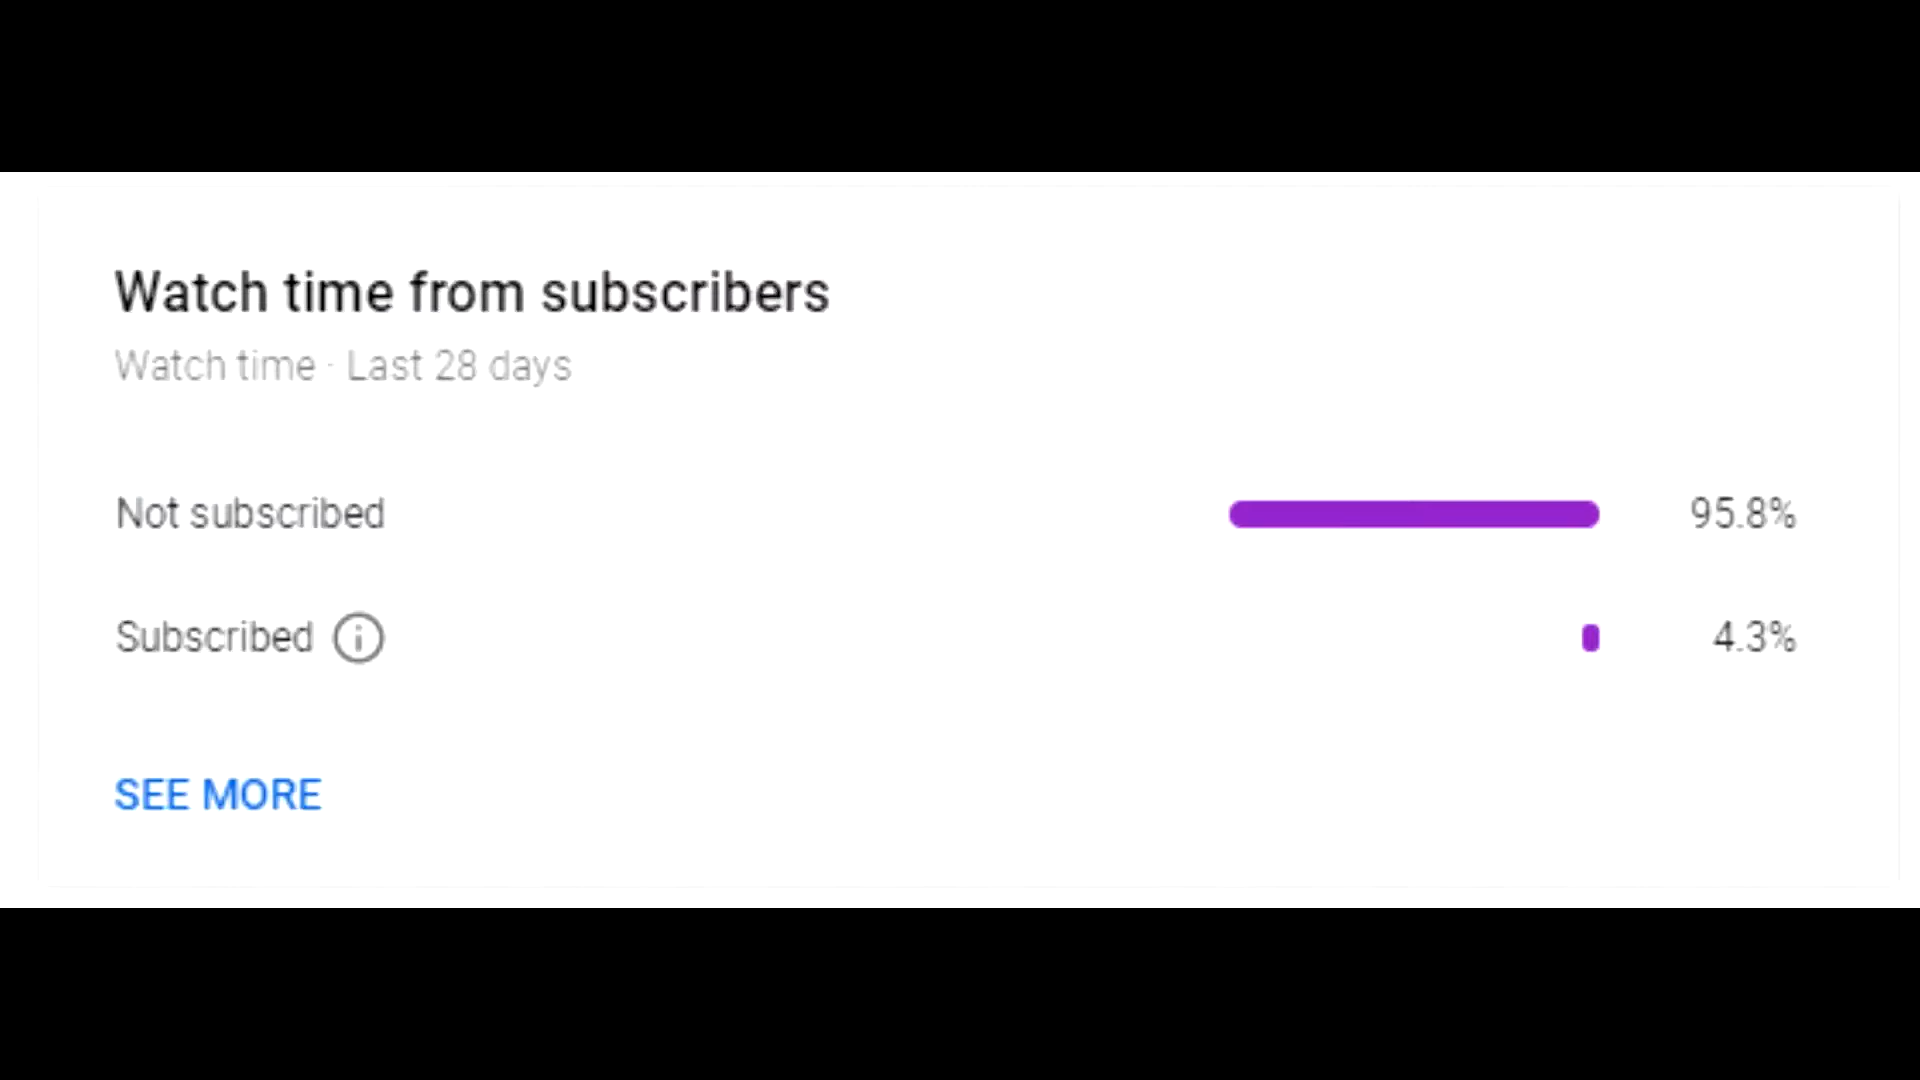 Watch time from subscribers
Watch time · Last 28 days
Not subscribed 95.8%
Subscribed 4.3%
SEE MORE